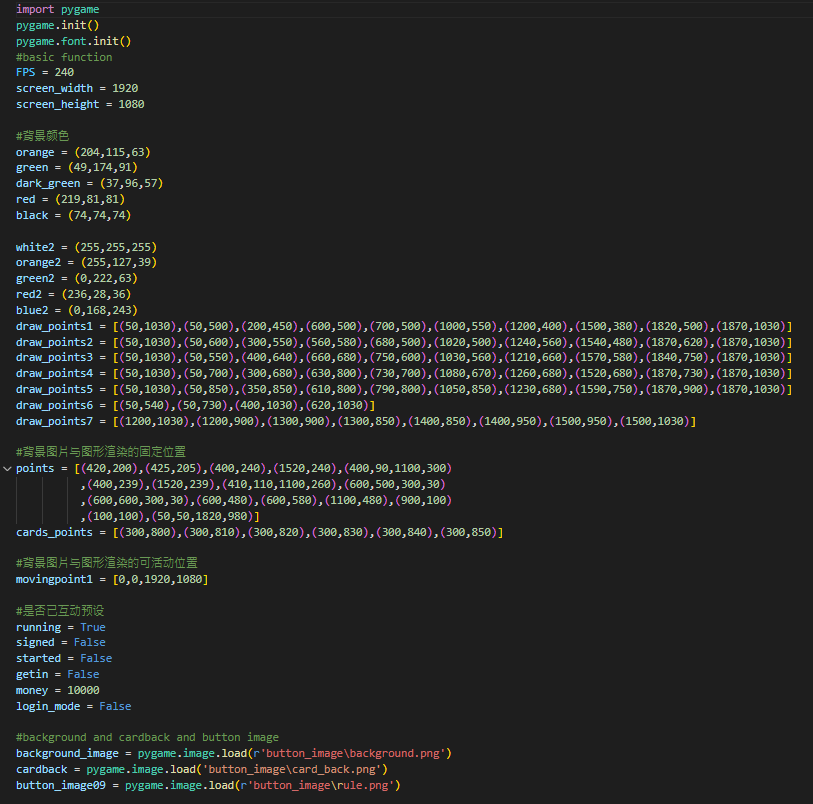 import pygame
pygame.init()
pygame.font.init()
#basic function
FPS = 240
screen_width = 1920
screen_height = 1080
#背景颜色
orange = (204,115,63)
green = (49,174,91)
dark_green = (37,96,57)
red = (219,81,81)
black = (74,74,74)
white2 = (255,255,255)
orange2 = (255,127,39)
green2 = (0,222,63)
red2 = (236,28,36)
blue2 = (0,168,243)
draw_points1 = [(50,1030),(50,500),(200,450),(600,500),(700,500),(1000,550),(1200,400),(1500,380),(1820,500),(1870,1030)]
draw_points2 = [(50,1030),(50,600),(300,550),(560,580),(680,500),(1020,500),(1240,560),(1540,480),(1870,620),(1870,1030)]
draw_points3 = [(50,1030),(50,550),(400,640),(660,680),(750,600),(1030,560),(1210,660),(1570,580),(1840,750),(1870,1030)]
draw_points4 = [(50,1030),(50,700),(300,680),(630,800),(730,700),(1080,670),(1260,680),(1520,680),(1870,730),(1870,1030)]
draw_points5 = [(50,1030),(50,850),(350,850),(610,800),(790,800),(1050,850),(1230,680),(1590,750),(1870,900),(1870,1030)]
draw_points6 = [(50,540),(50,730),(400,1030),(620,1030)]
draw_points7 = [(1200,1030),(1200,900),(1300,900),(1300,850),(1400,850),(1400,950),(1500,950),(1500,1030)]
#背景图片与图形渲染的固定位置
points = [(420,200),(425,205),(400,240),(1520,240),(400,90,1100,300)
,(400,239),(1520,239),(410,110,1100,260),(600,500,300,30)
,(600,600,300,30),(600,480),(600,580),(1100,480),(900,100)
,(100,100),(50,50,1820,980)]
cards_points = [(300,800),(300,810),(300,820),(300,830),(300,840),(300,850)]
#背景图片与图形渲染的可活动位置
movingpoint1 = [0,0,1920,1080]
#是否已互动预设
running = True
signed = False
started = False
getin = False
money = 10000
login_mode = False
#background and cardback and button image
background_image = pygame.image.load(r'button_image\background.png')
cardback = pygame.image.load('button_image\card_back.png')
button_image09 = pygame.image.load(r'button_image\rule.png')